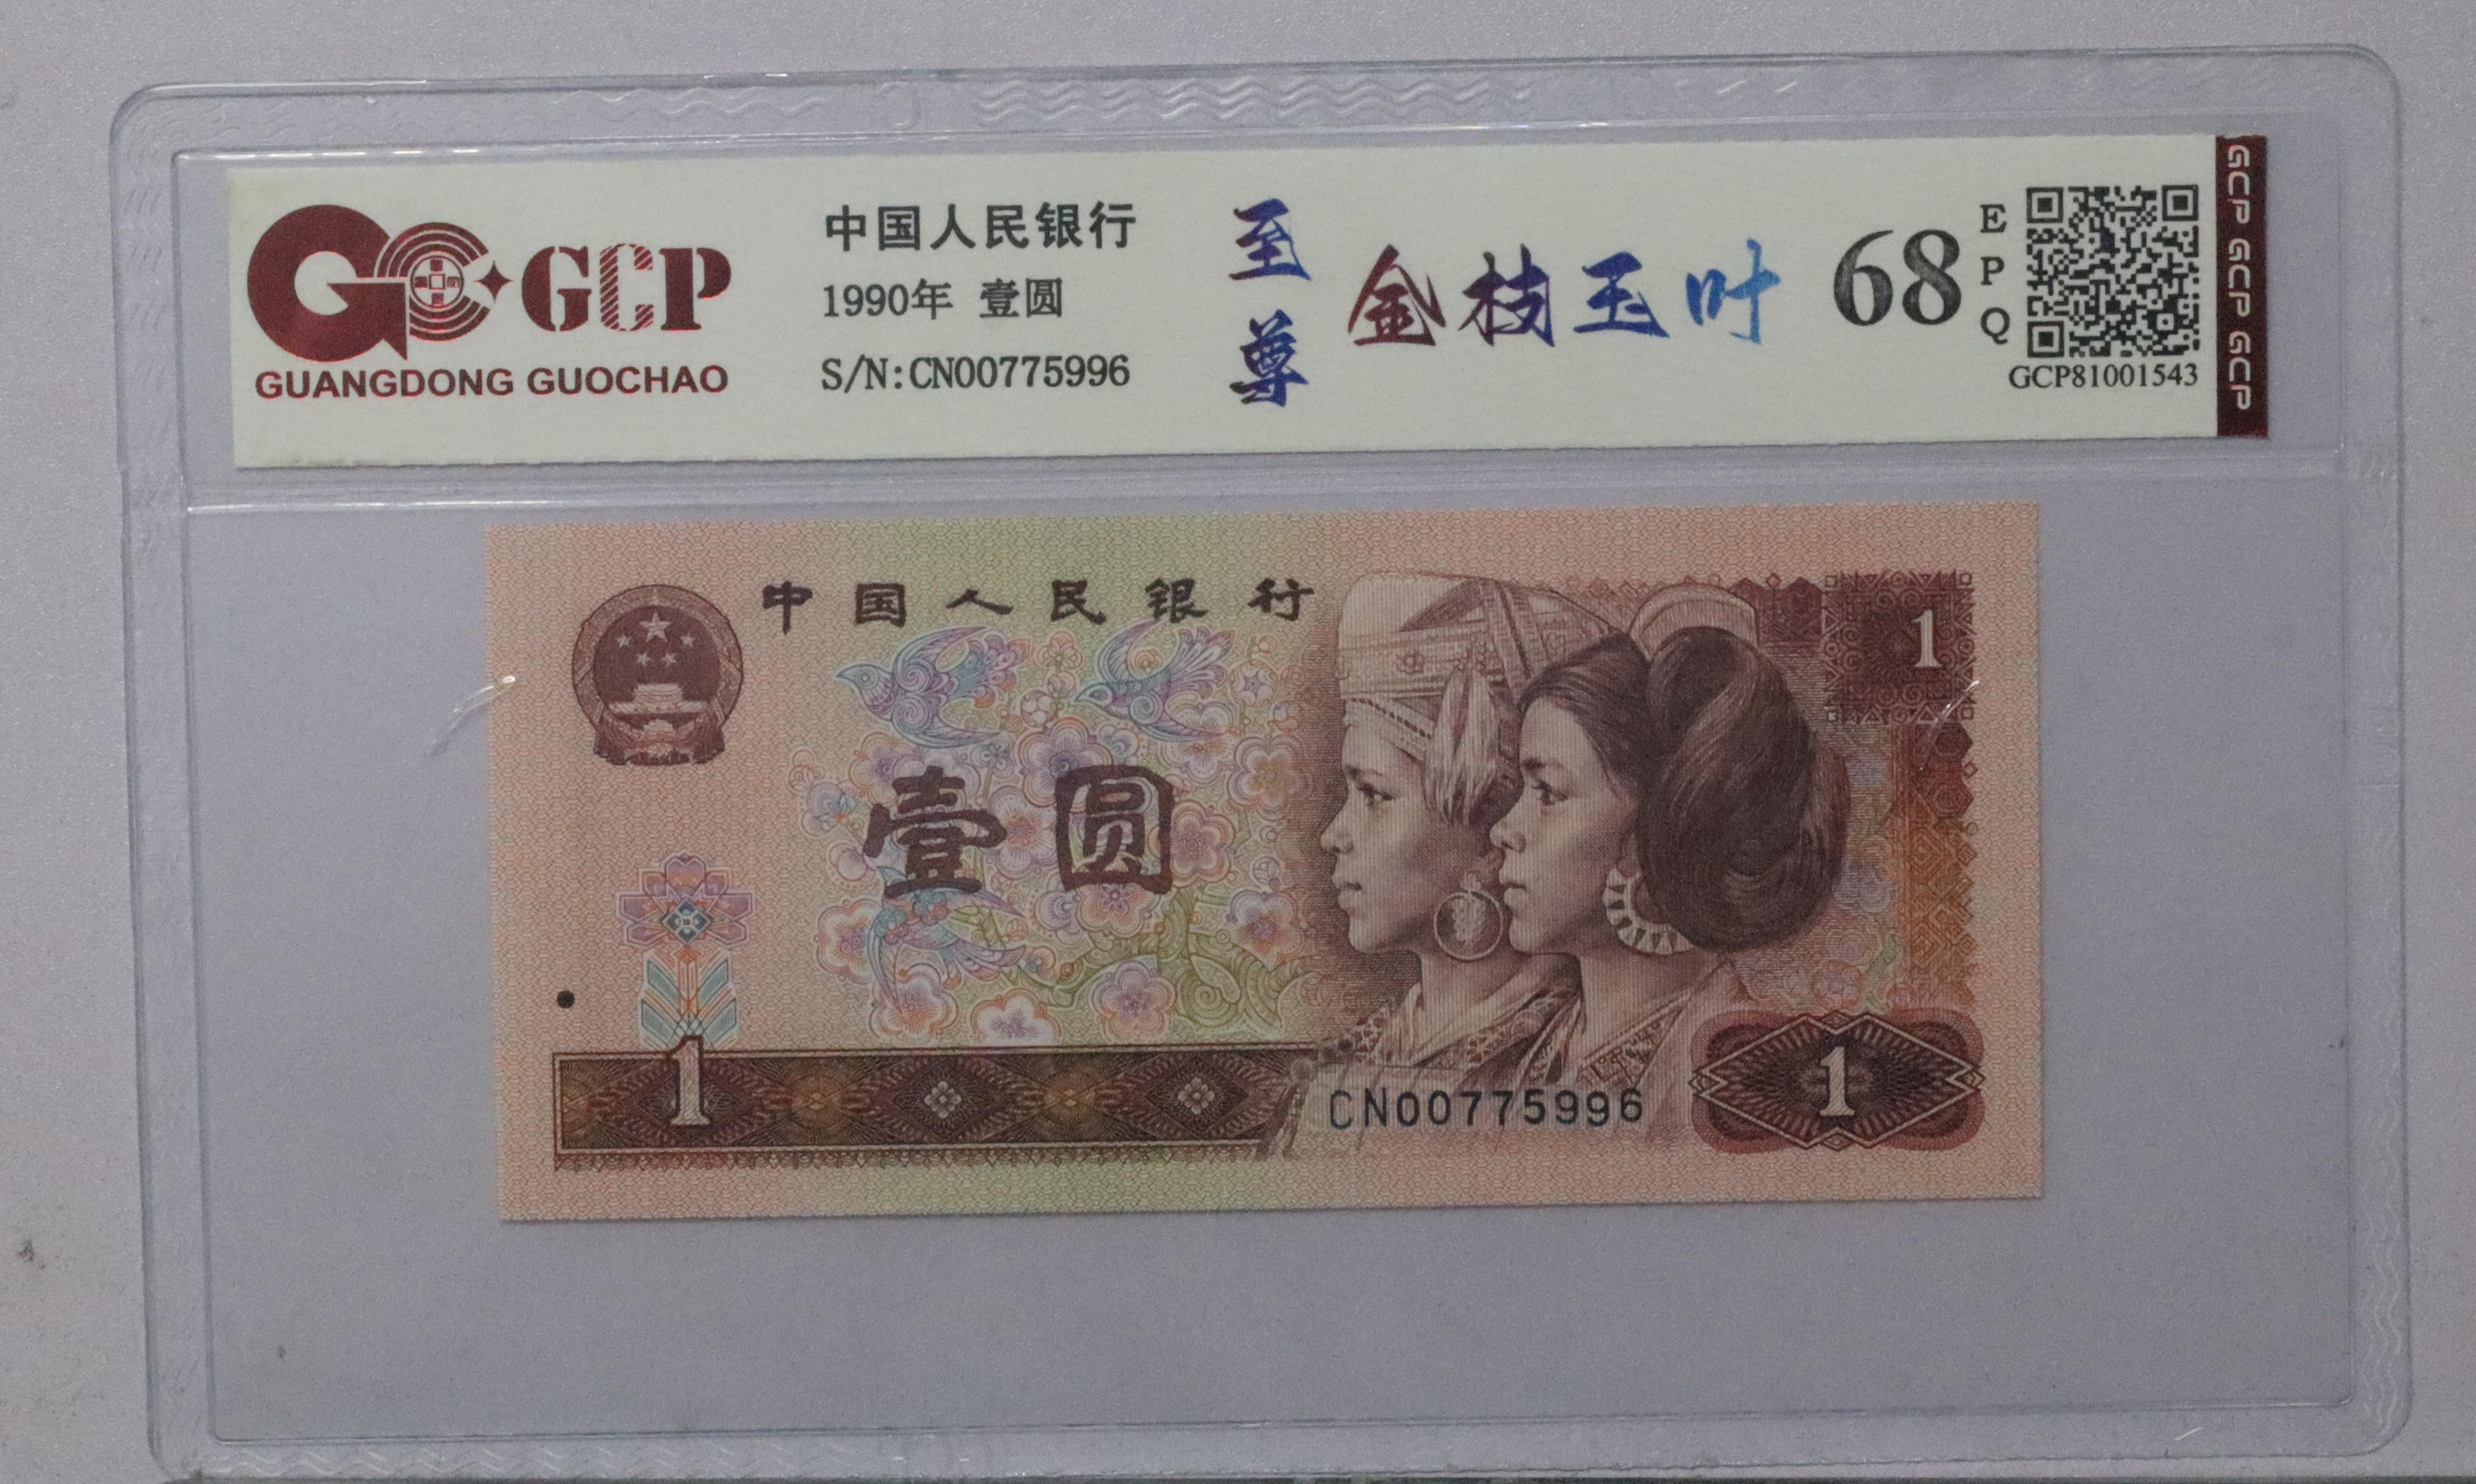 GCP
GUANGDONG GUOCHAO
中国人民银行
1990年 壹圆
S/N:CN00775996
至尊
金枝玉叶
68
EPQ
GCP81001543
GCP GCP GCP GCP
中国人民银行
1
壹圆
1
CN00775996
1